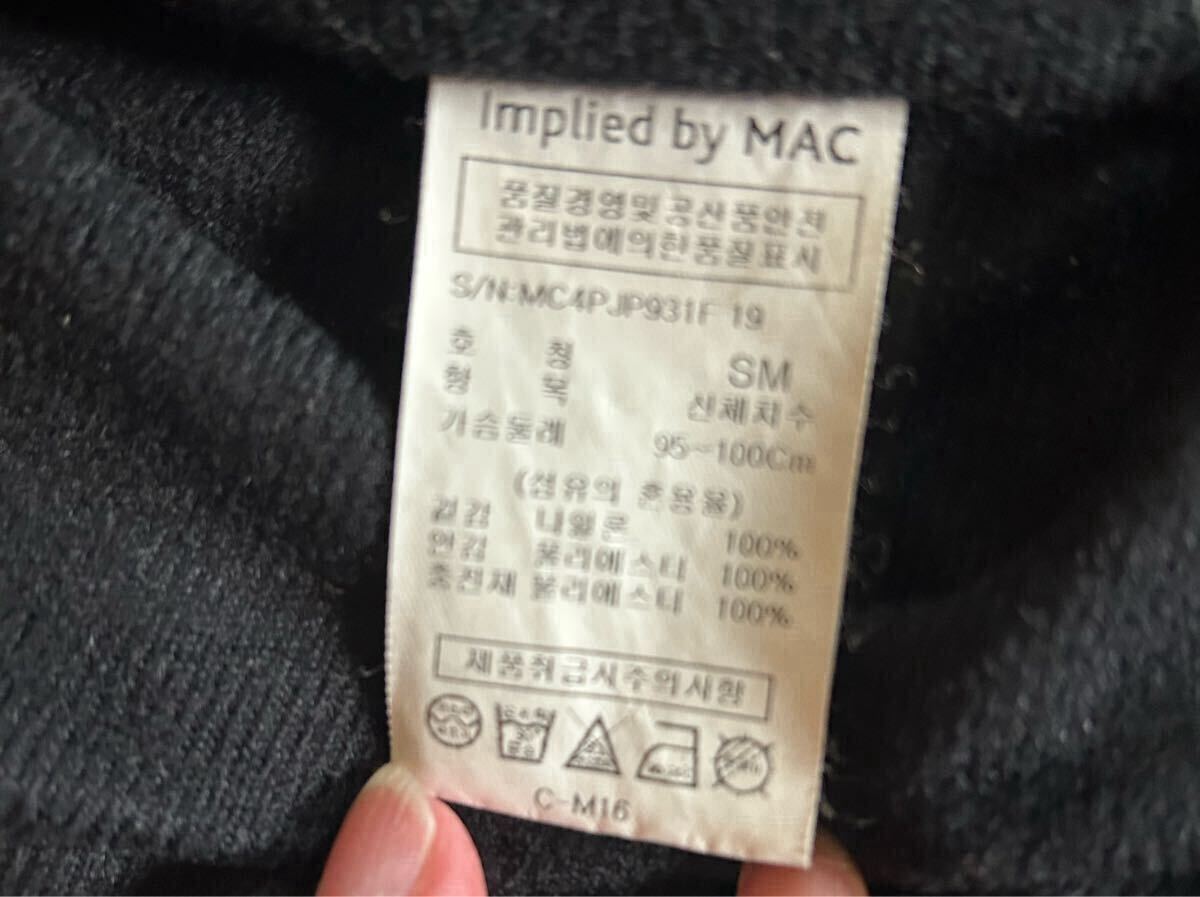 Implied by MAC
품질경영및공산품안전
관리법에의한품질표시
S/N:MC4PJP931F 19
호 칭 SM
형 목 신체치수
가슴둘레 95~100Cm
(섬유의 혼용율)
겉감 나일론 100%
안감 폴리에스터 100%
충전재 폴리에스터 100%
제품취급시주의사항
C-M16